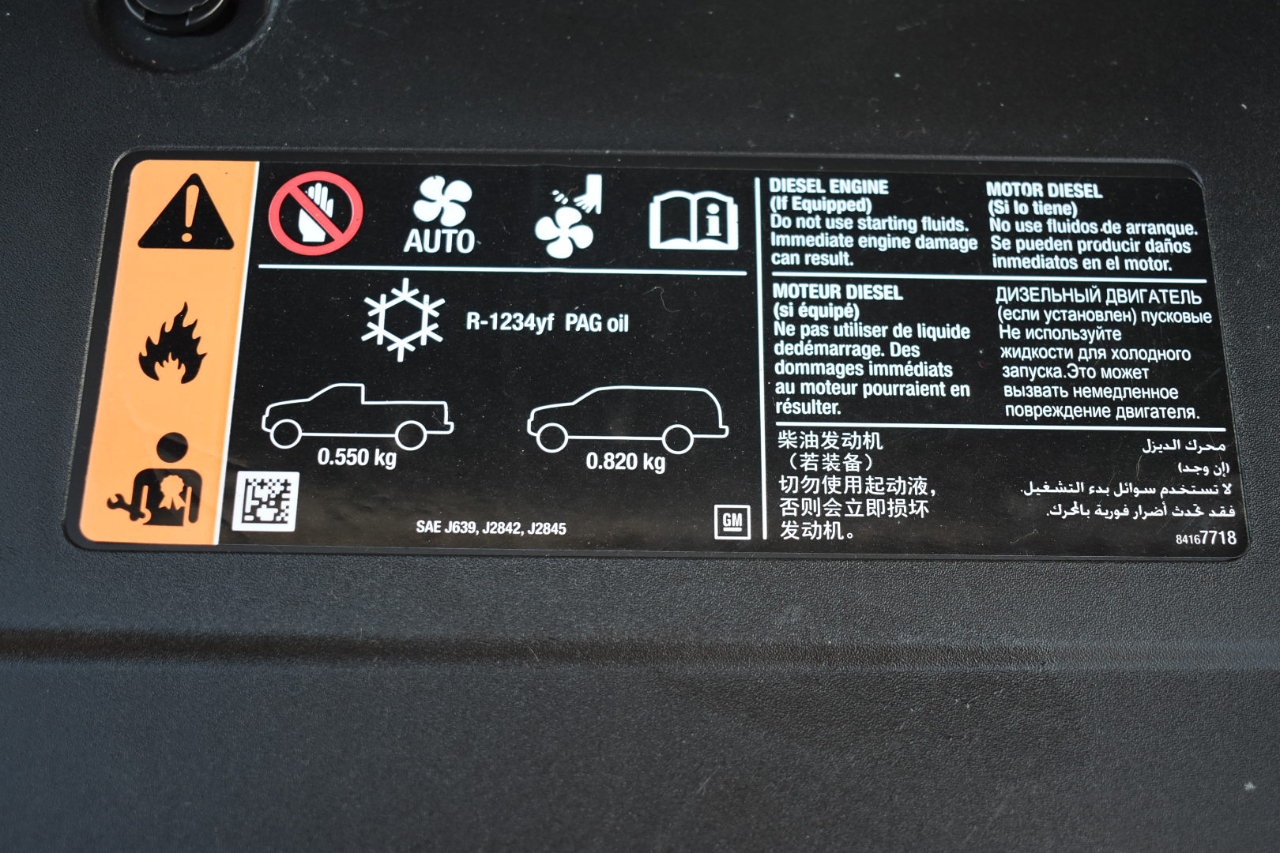 AUTO
R-1234yf PAG oil
0.550 kg
0.820 kg
SAE J639, J2842, J2845
GM
DIESEL ENGINE
(If Equipped)
Do not use starting fluids.
Immediate engine damage
can result.
MOTOR DIESEL
(Si lo tiene)
No use fluidos de arranque.
Se pueden producir daños
inmediatos en el motor.
MOTEUR DIESEL
(si équipé)
Ne pas utiliser de liquide
dedémarrage. Des
dommages immédiats
au moteur pourraient en
résulter.
ДИЗЕЛЬНЫЙ ДВИГАТЕЛЬ
(если установлен) пусковые
Не используйте
жидкости для холодного
запуска.Это может
вызвать немедленное
повреждение двигателя.
柴油发动机
（若装备）
切勿使用起动液，
否则会立即损坏
发动机。
محرك الديزل
(إن وجد)
لا تستخدم سوائل بدء التشغيل.
فقد تحدث أضرار فورية بالمحرك.
84167718